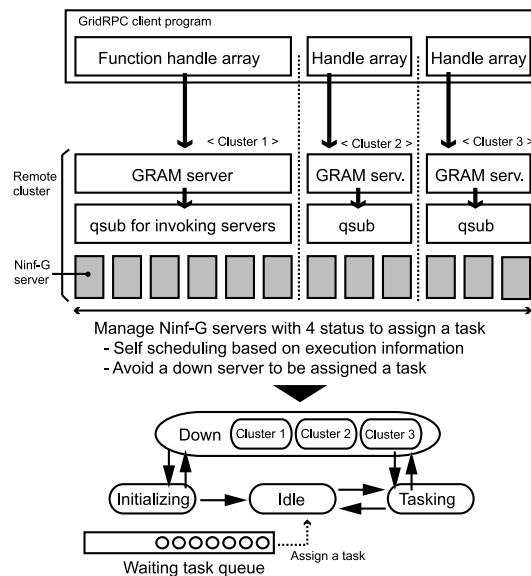 GridRPC client program
Function handle array
Handle array
Handle array
< Cluster 1 >
< Cluster 2 >
< Cluster 3 >
Remote
cluster
GRAM server
GRAM serv.
GRAM serv.
qsub for invoking servers
qsub
qsub
Ninf-G
server
Manage Ninf-G servers with 4 status to assign a task
- Self scheduling based on execution information
- Avoid a down server to be assigned a task
Down
Cluster 1
Cluster 2
Cluster 3
Initializing
Idle
Tasking
Assign a task
Waiting task queue